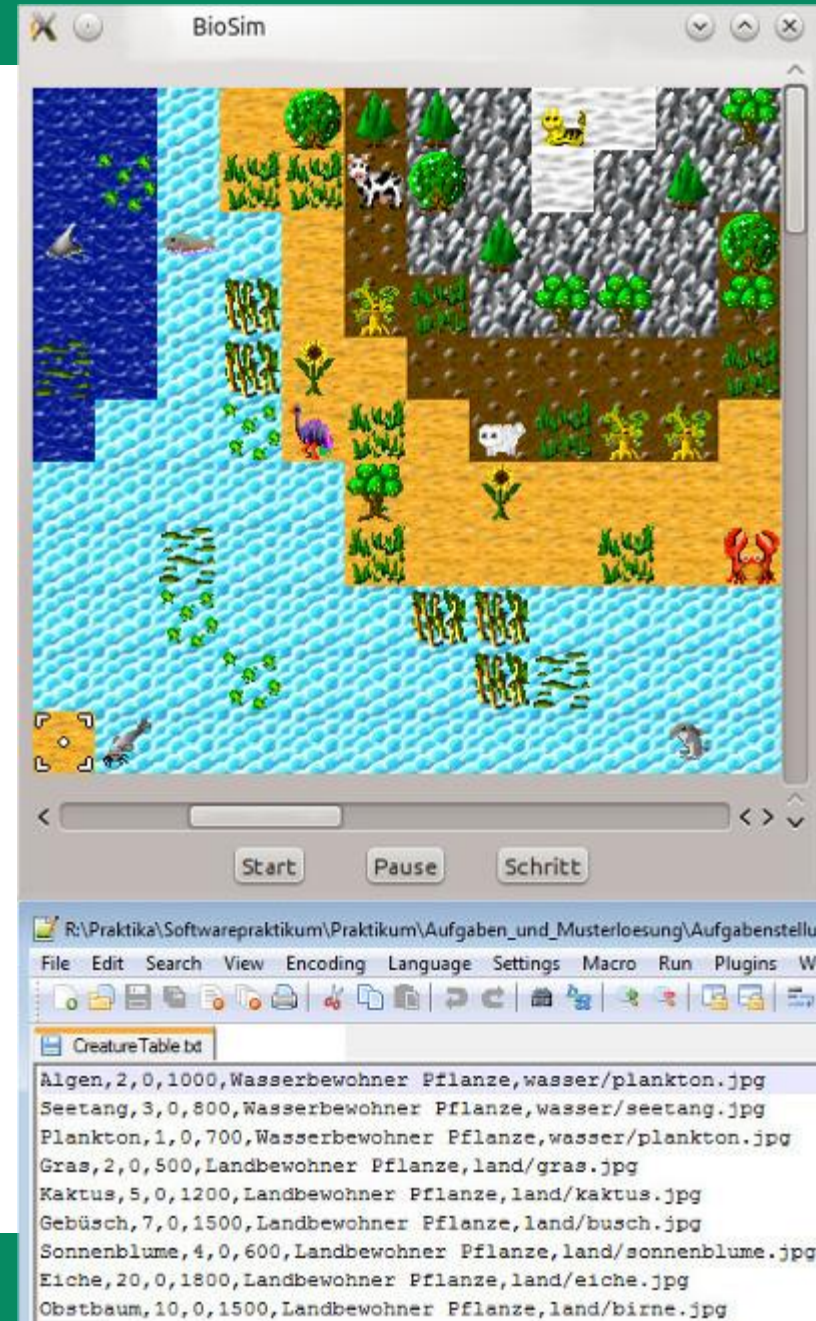 BioSim
Start Pause Schritt
R:\Praktika\Softwarepraktikum\Praktikum\Aufgaben_und_Musterloesung\Aufgabenstellu
File Edit Search View Encoding Language Settings Macro Run Plugins W
CreatureTable.txt
Algen,2,0,1000,Wasserbewohner Pflanze,wasser/plankton.jpg
Seetang,3,0,800,Wasserbewohner Pflanze,wasser/seetang.jpg
Plankton,1,0,700,Wasserbewohner Pflanze,wasser/plankton.jpg
Gras,2,0,500,Landbewohner Pflanze,land/gras.jpg
Kaktus,5,0,1200,Landbewohner Pflanze,land/kaktus.jpg
Gebüsch,7,0,1500,Landbewohner Pflanze,land/busch.jpg
Sonnenblume,4,0,600,Landbewohner Pflanze,land/sonnenblume.jpg
Eiche,20,0,1800,Landbewohner Pflanze,land/eiche.jpg
Obstbaum,10,0,1500,Landbewohner Pflanze,land/birne.jpg